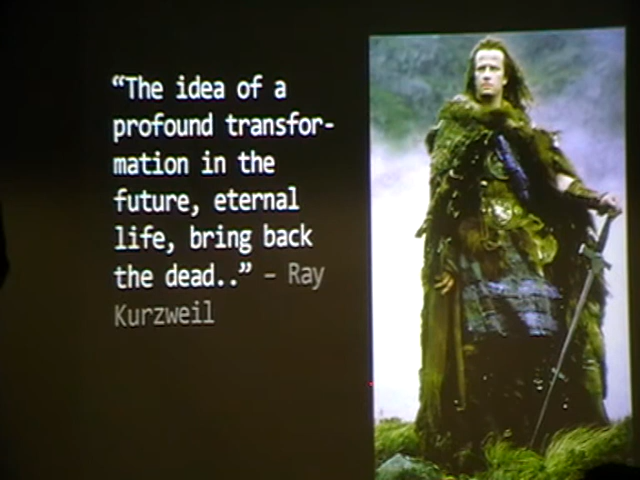 “The idea of a
profound transfor-
mation in the
future, eternal
life, bring back
the dead..” – Ray
Kurzweil